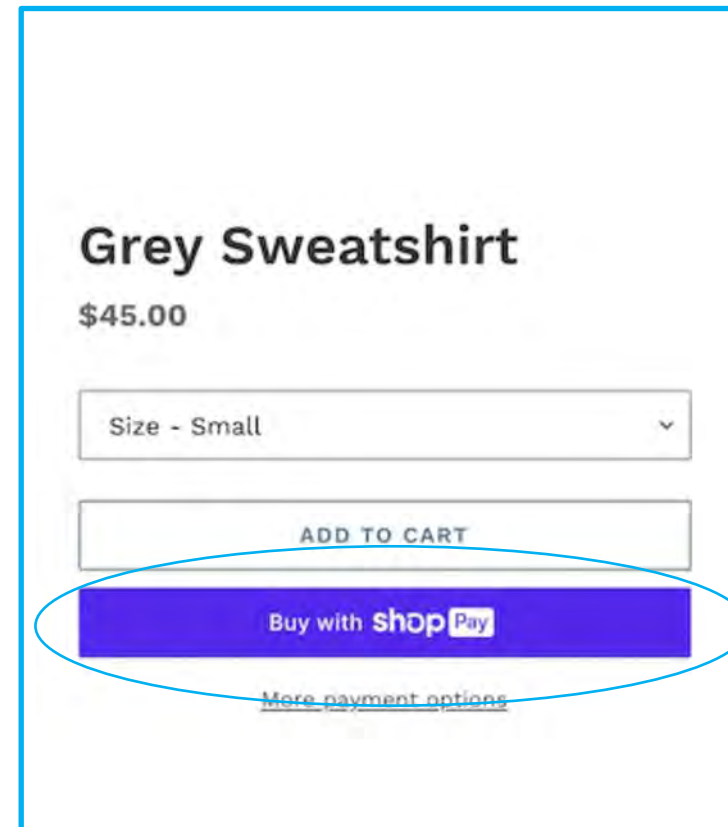 Grey Sweatshirt
$45.00
Size - Small
ADD TO CART
Buy with shop Pay
More payment options